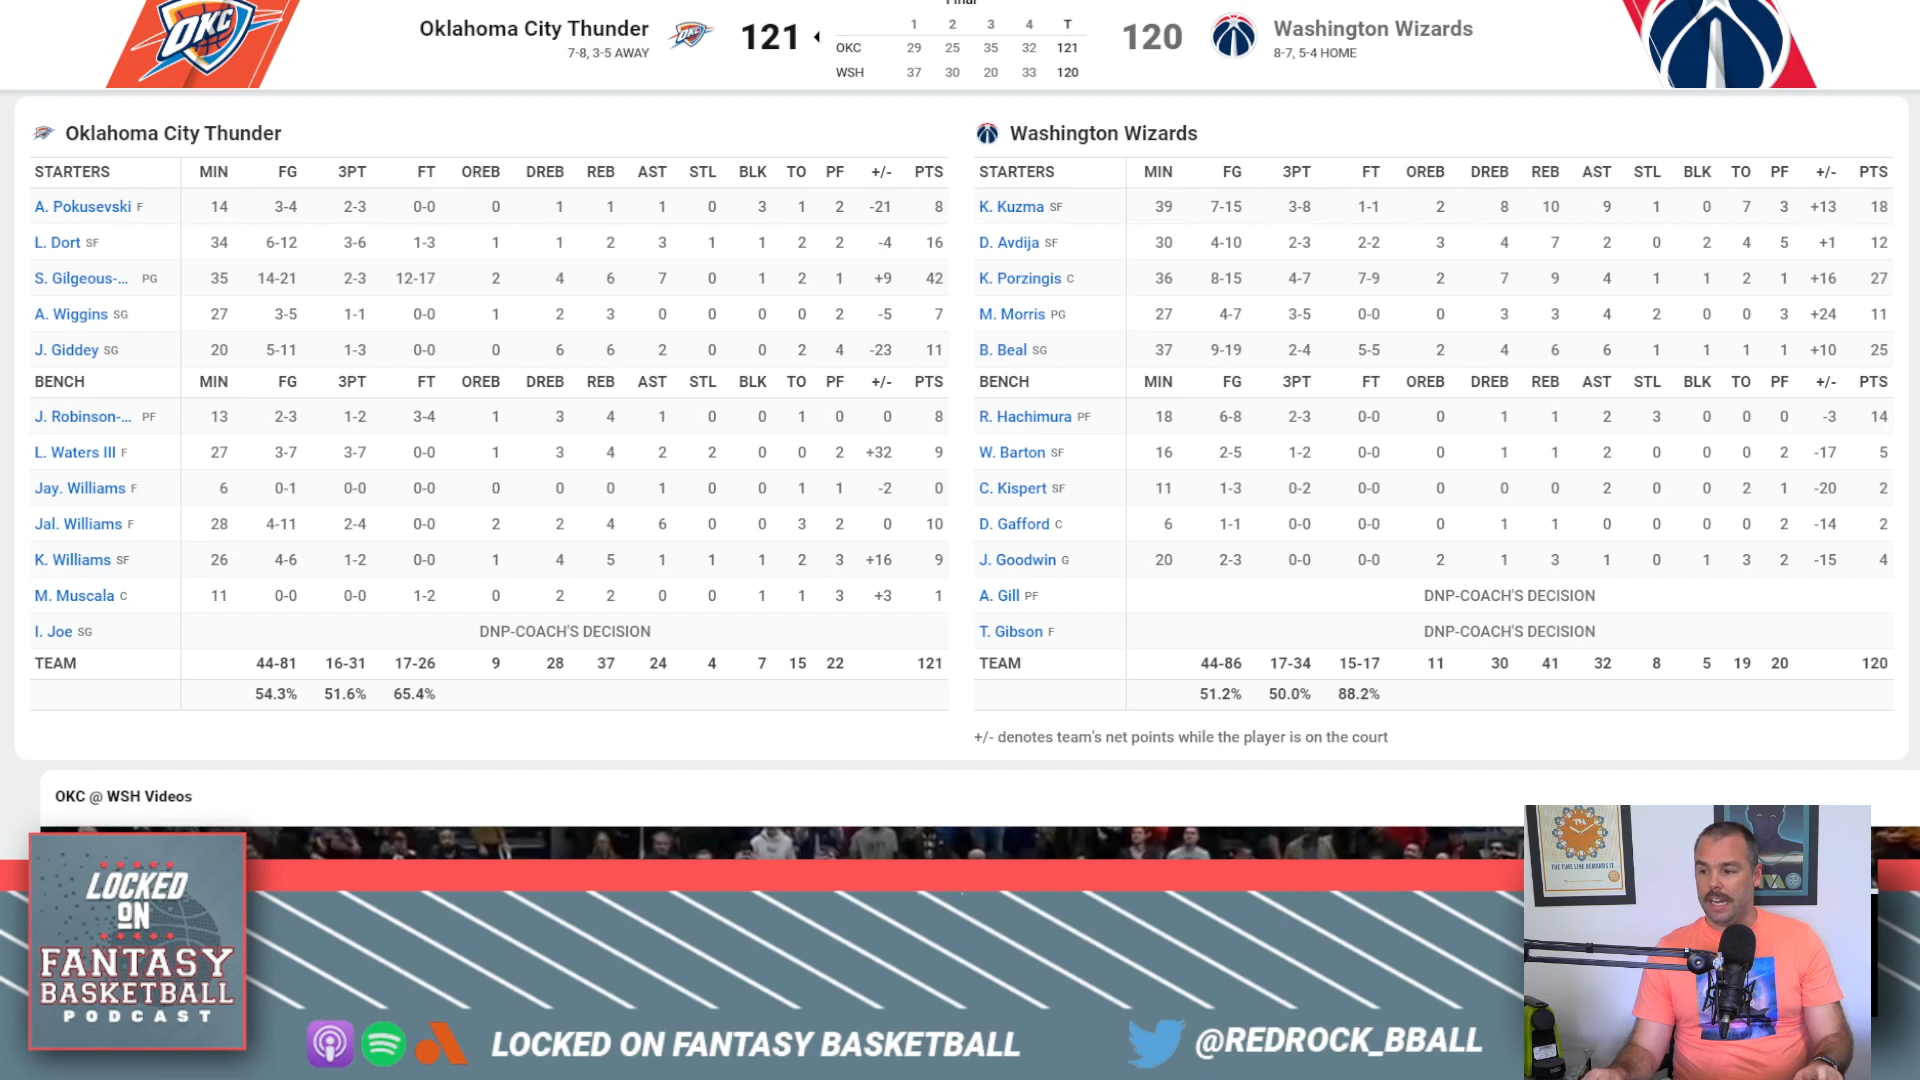 Final
Oklahoma City Thunder
7-8, 3-5 AWAY
OKC
121
1 2 3 4 T
OKC 29 25 35 32 121
WSH 37 30 20 33 120
120
Washington Wizards
8-7, 5-4 HOME
Oklahoma City Thunder
STARTERS MIN FG 3PT FT OREB DREB REB AST STL BLK TO PF +/- PTS
A. Pokusevski F 14 3-4 2-3 0-0 0 1 1 1 0 3 1 2 -21 8
L. Dort SF 34 6-12 3-6 1-3 1 1 2 3 1 1 2 2 -4 16
S. Gilgeous-... PG 35 14-21 2-3 12-17 2 4 6 7 0 1 2 1 +9 42
A. Wiggins SG 27 3-5 1-1 0-0 1 2 3 0 0 0 0 2 -5 7
J. Giddey SG 20 5-11 1-3 0-0 0 6 6 2 0 0 2 4 -23 11
BENCH MIN FG 3PT FT OREB DREB REB AST STL BLK TO PF +/- PTS
J. Robinson-... PF 13 2-3 1-2 3-4 1 3 4 1 0 0 1 0 0 8
L. Waters III F 27 3-7 3-7 0-0 1 3 4 2 2 0 0 2 +32 9
Jay. Williams F 6 0-1 0-0 0-0 0 0 0 1 0 0 1 1 -2 0
Jal. Williams F 28 4-11 2-4 0-0 2 2 4 6 0 0 3 2 0 10
K. Williams SF 26 4-6 1-2 0-0 1 4 5 1 1 1 2 3 +16 9
M. Muscala C 11 0-0 0-0 1-2 0 2 2 0 0 1 1 3 +3 1
I. Joe SG DNP-COACH'S DECISION
TEAM 44-81 16-31 17-26 9 28 37 24 4 7 15 22 121
54.3% 51.6% 65.4%
Washington Wizards
STARTERS MIN FG 3PT FT OREB DREB REB AST STL BLK TO PF +/- PTS
K. Kuzma SF 39 7-15 3-8 1-1 2 8 10 9 1 0 7 3 +13 18
D. Avdija SF 30 4-10 2-3 2-2 3 4 7 2 0 2 4 5 +1 12
K. Porzingis C 36 8-15 4-7 7-9 2 7 9 4 1 1 2 1 +16 27
M. Morris PG 27 4-7 3-5 0-0 0 3 3 4 2 0 0 3 +24 11
B. Beal SG 37 9-19 2-4 5-5 2 4 6 6 1 1 1 1 +10 25
BENCH MIN FG 3PT FT OREB DREB REB AST STL BLK TO PF +/- PTS
R. Hachimura PF 18 6-8 2-3 0-0 0 1 1 2 3 0 0 0 -3 14
W. Barton SF 16 2-5 1-2 0-0 0 1 1 2 0 0 0 2 -17 5
C. Kispert SF 11 1-3 0-2 0-0 0 0 0 2 0 0 2 1 -20 2
D. Gafford C 6 1-1 0-0 0-0 0 1 1 0 0 0 0 2 -14 2
J. Goodwin G 20 2-3 0-0 0-0 2 1 3 1 0 1 3 2 -15 4
A. Gill PF DNP-COACH'S DECISION
T. Gibson F DNP-COACH'S DECISION
TEAM 44-86 17-34 15-17 11 30 41 32 8 5 19 20 120
51.2% 50.0% 88.2%
+/- denotes team's net points while the player is on the court
OKC @ WSH Videos
THE TIME LINE DEMANDS IT
LOCKED
ON
FANTASY
BASKETBALL
PODCAST
LOCKED ON FANTASY BASKETBALL
@REDROCK_BBALL